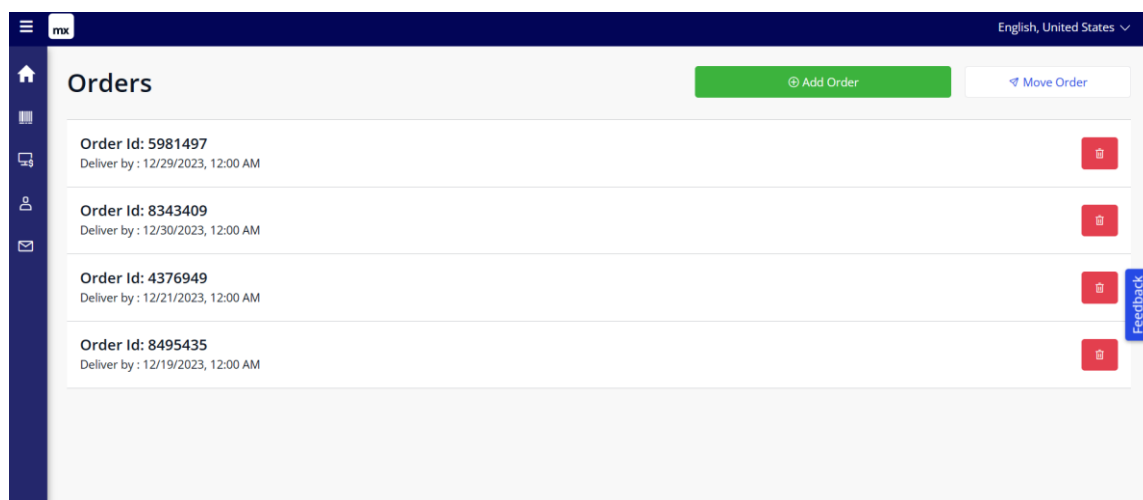 mx
English, United States
Orders
Add Order
Move Order
Order Id: 5981497
Deliver by : 12/29/2023, 12:00 AM
Order Id: 8343409
Deliver by : 12/30/2023, 12:00 AM
Order Id: 4376949
Deliver by : 12/21/2023, 12:00 AM
Order Id: 8495435
Deliver by : 12/19/2023, 12:00 AM
Feedback